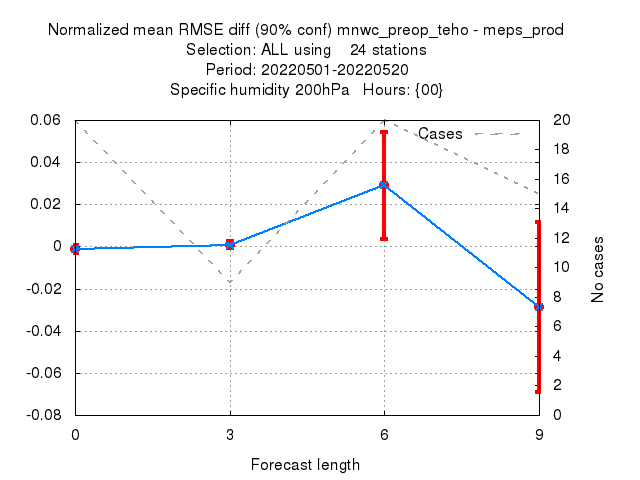 Normalized mean RMSE diff (90% conf) mnwc_preop_teho - meps_prod
Selection: ALL using    24 stations
Period: 20220501-20220520
Specific humidity 200hPa   Hours: {00}
0.06
0.04
0.02
0
-0.02
-0.04
-0.06
-0.08
Cases
20
18
16
14
12
10
8
6
4
2
0
No cases
0 3 6 9
Forecast length